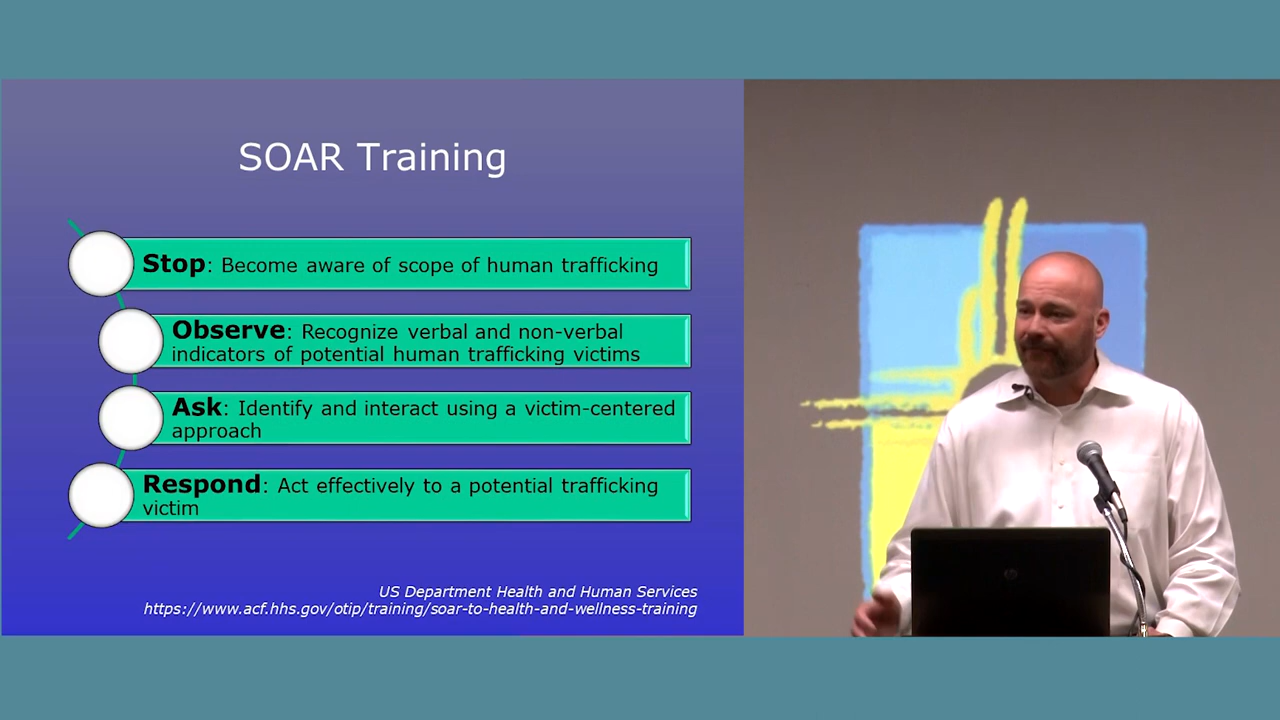 SOAR Training
Stop: Become aware of scope of human trafficking
Observe: Recognize verbal and non-verbal
indicators of potential human trafficking victims
Ask: Identify and interact using a victim-centered
approach
Respond: Act effectively to a potential trafficking
victim
US Department Health and Human Services
https://www.acf.hhs.gov/otip/training/soar-to-health-and-wellness-training